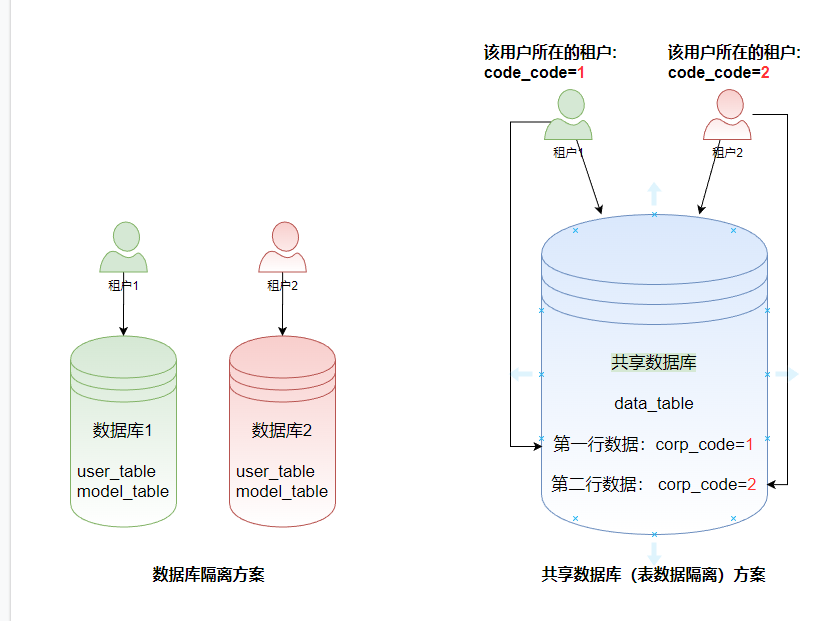 该用户所在的租户:
code_code=1
该用户所在的租户:
code_code=2
租户1
租户2
租户1
租户2
共享数据库
data_table
第一行数据：corp_code=1
第二行数据： corp_code=2
数据库1
user_table
model_table
数据库2
user_table
model_table
数据库隔离方案
共享数据库（表数据隔离）方案